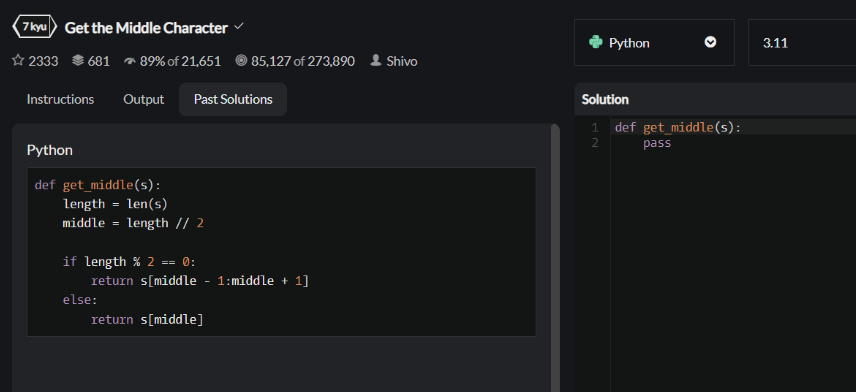 7 kyu Get the Middle Character
2333 681 89% of 21,651 85,127 of 273,890 Shivo
Instructions Output Past Solutions
Python
def get_middle(s):
    length = len(s)
    middle = length // 2

    if length % 2 == 0:
        return s[middle - 1:middle + 1]
    else:
        return s[middle]
Python 3.11
Solution
1 def get_middle(s):
2     pass